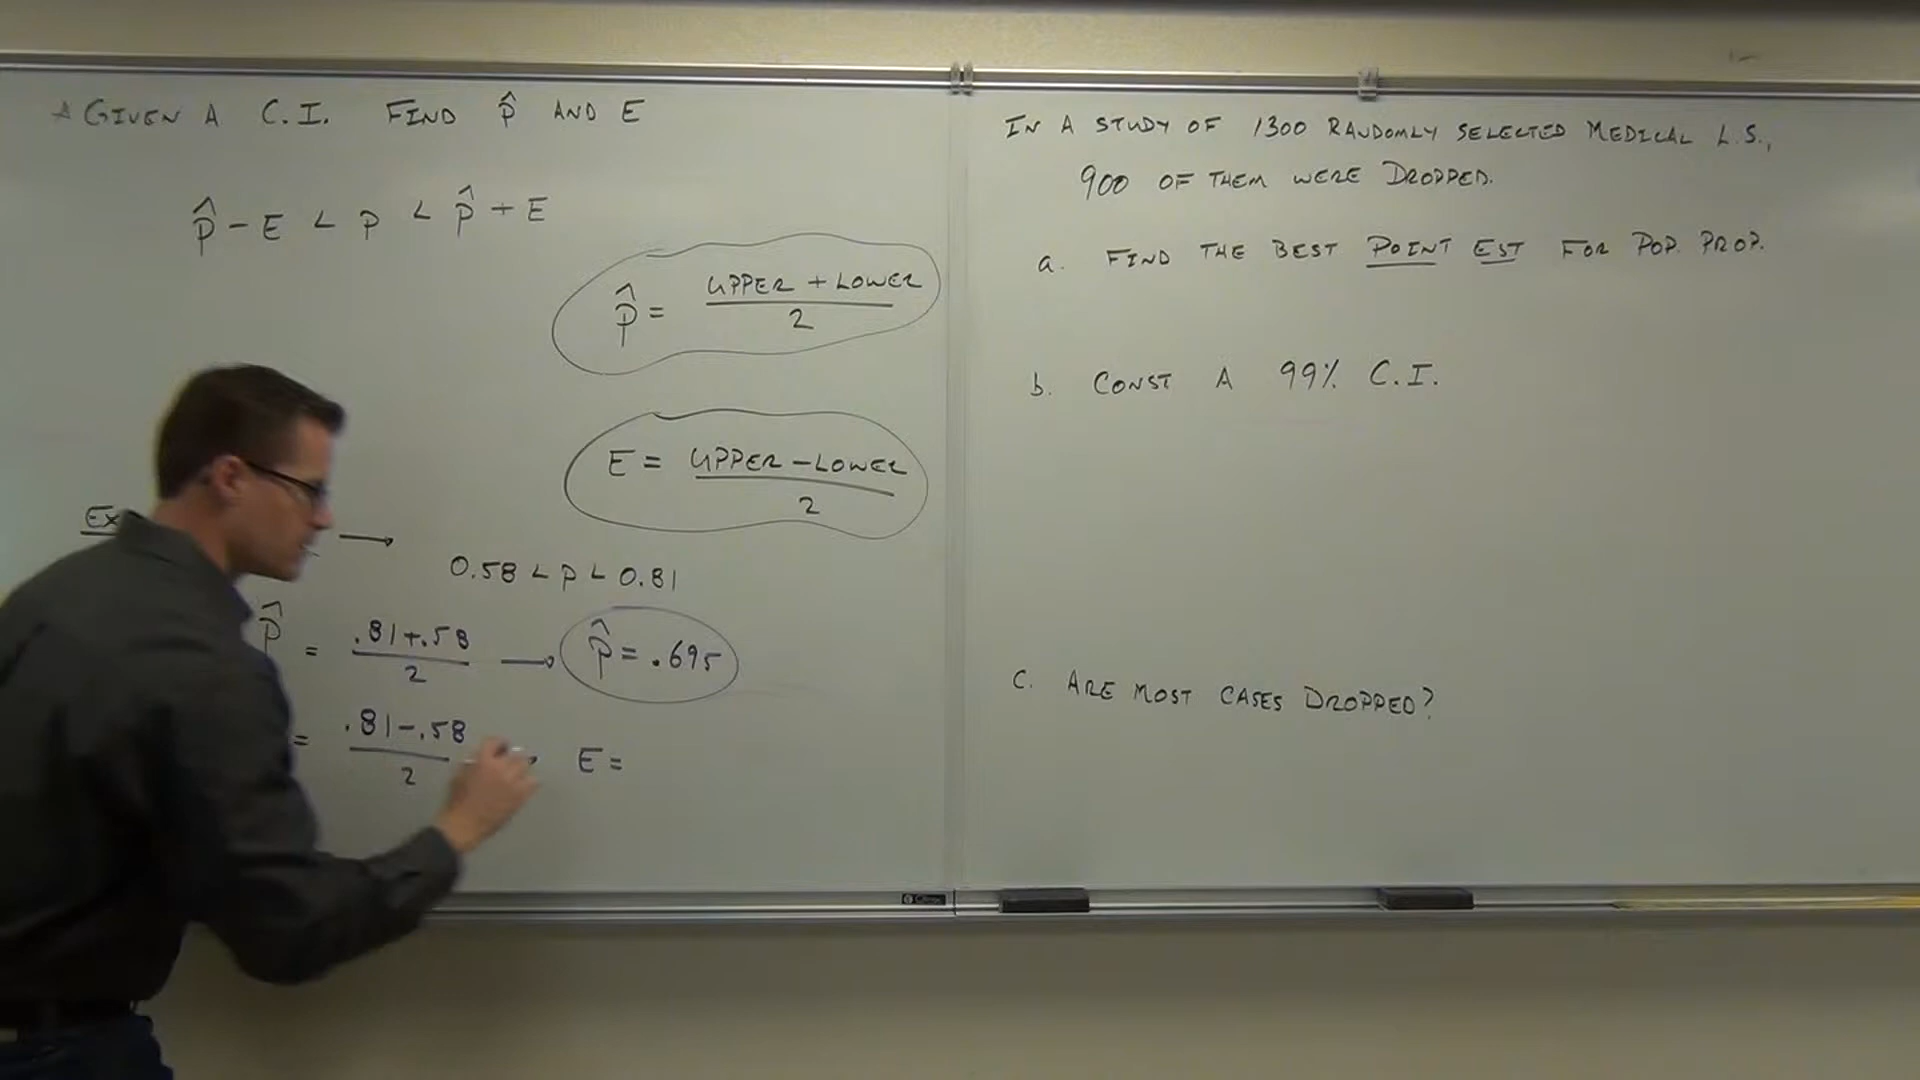 GIVEN A C.I. FIND p̂ AND E
p̂ - E < p < p̂ + E
p̂ = UPPER + LOWER / 2
E = UPPER - LOWER / 2
Ex
0.58 < p < 0.81
p̂ = .81+.58 / 2 → p̂ = .695
= .81-.58 / 2 E =
IN A STUDY OF 1300 RANDOMLY SELECTED MEDICAL L.S.,
900 OF THEM WERE DROPPED.
a. FIND THE BEST POINT EST FOR POP. PROP.
b. CONST A 99% C.I.
C. ARE MOST CASES DROPPED?